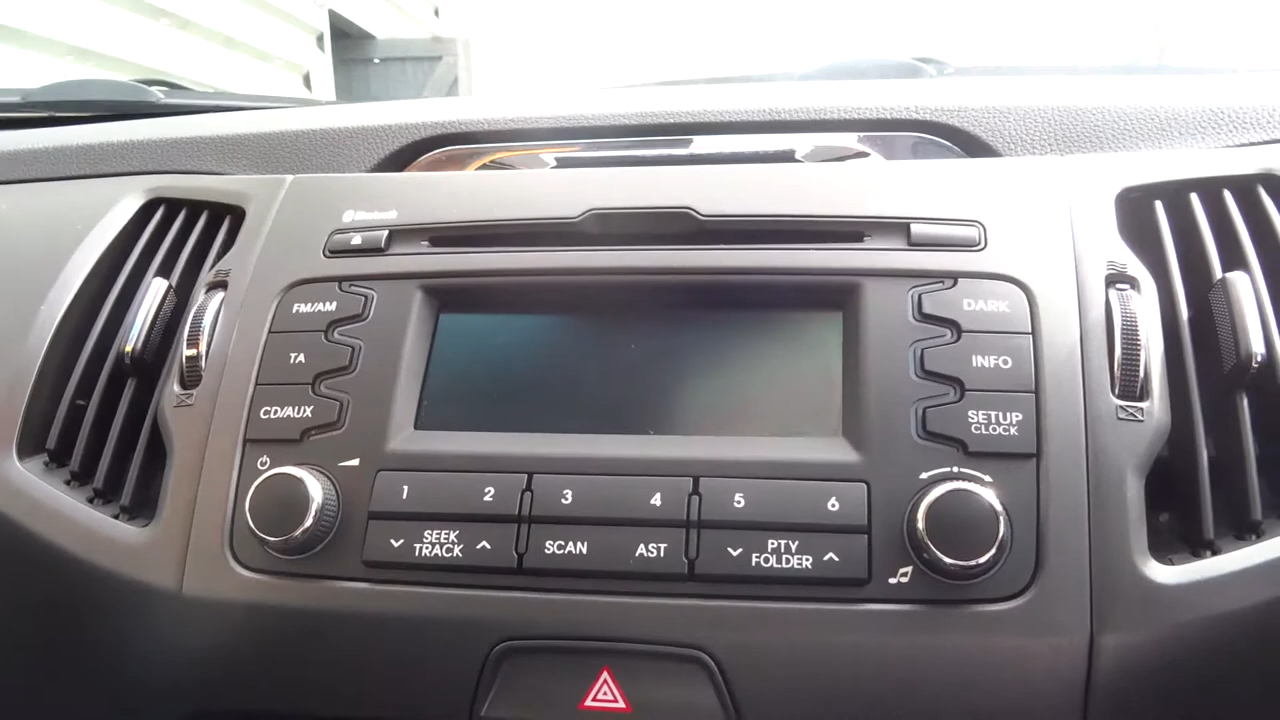 Bluetooth
FM/AM
DARK
TA
INFO
CD/AUX
SETUP
CLOCK
1 2 3 4 5 6
SEEK
TRACK
SCAN
AST
PTY
FOLDER